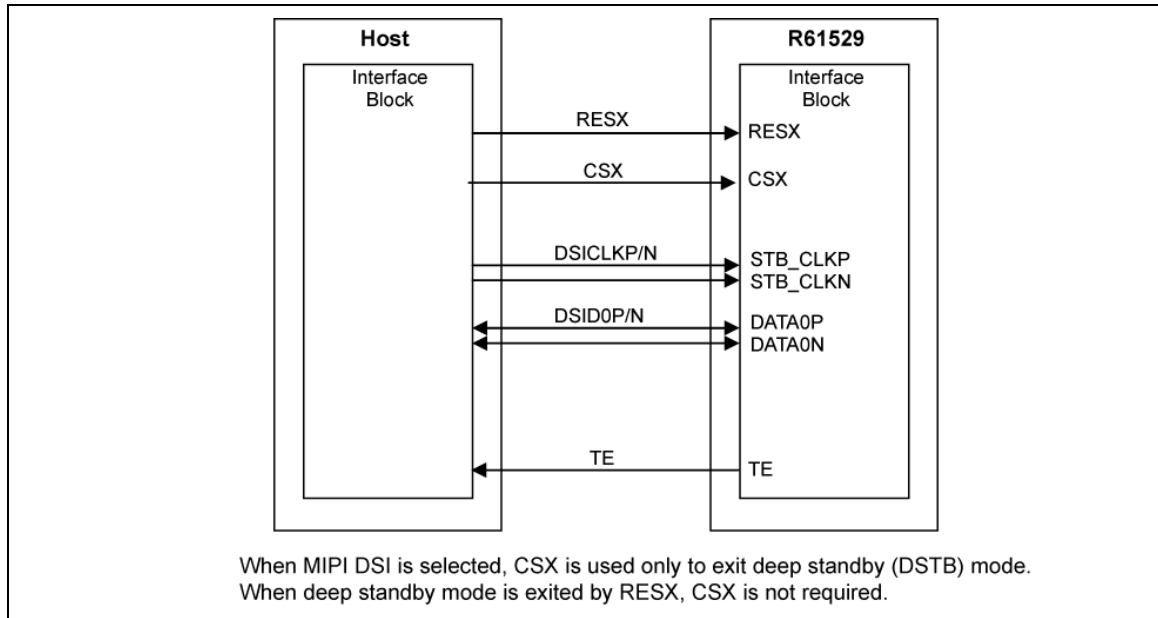 Host
R61529
Interface
Block
Interface
Block
RESX
RESX
CSX
CSX
DSICLKP/N
STB_CLKP
STB_CLKN
DSID0P/N
DATA0P
DATA0N
TE
TE
When MIPI DSI is selected, CSX is used only to exit deep standby (DSTB) mode.
When deep standby mode is exited by RESX, CSX is not required.